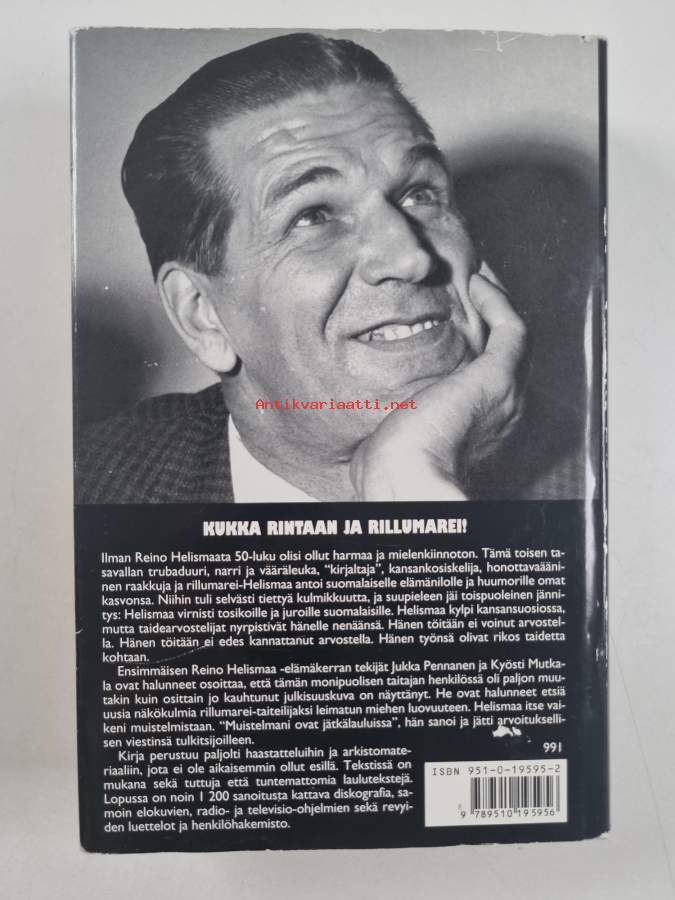 Antikvariaatti.net
KUKKA RINTAAN JA RILLUMAREI!
Ilman Reino Helismaata 50-luku olisi ollut harmaa ja mielenkiinnoton. Tämä toisen ta-
savallan trubaduuri, narri ja vääräleuka, "kirjaltaja", kansankosiskelija, honottavaääni-
nen raakkuja ja rillumarei-Helismaa antoi suomalaiselle elämänilolle ja huumorille omat
kasvonsa. Niihin tuli selvästi tiettyä kulmikkuutta, ja suupieleen jäi toispuoleinen jänni-
tys: Helismaa virnisti tosikoille ja juroille suomalaisille. Helismaa kylpi kansansuosiossa,
mutta taidearvostelijat nyrpistivät hänelle nenäänsä. Hänen töitään ei voinut arvostel-
la. Hänen töitään ei edes kannattanut arvostella. Hänen työnsä olivat rikos taidetta
kohtaan.
Ensimmäisen Reino Helismaa -elämäkerran tekijät Jukka Pennanen ja Kyösti Mutka-
la ovat halunneet osoittaa, että tämän monipuolisen taitajan henkilössä oli paljon muu-
takin kuin osittain jo kauhtunut julkisuuskuva on näyttänyt. He ovat halunneet etsiä
uusia näkökulmia rillumarei-taiteilijaksi leimatun miehen luovuuteen. Helismaa itse vai-
keni muistelmistaan. "Muistelmani ovat jätkälauluissa", hän sanoi ja jätti arvoituksel-
lisen viestinsä tulkitsijoilleen.
Kirja perustuu paljolti haastatteluihin ja arkistomate-
riaaliin, jota ei ole aikaisemmin ollut esillä. Tekstissä on
mukana sekä tuttuja että tuntemattomia laulutekstejä.
Lopussa on noin 1 200 sanoitusta kattava diskografia, sa-
moin elokuvien, radio- ja televisio-ohjelmien sekä revyi-
den luettelot ja henkilöhakemisto.
991
ISBN 951-0-19595-2
9 789510 195956